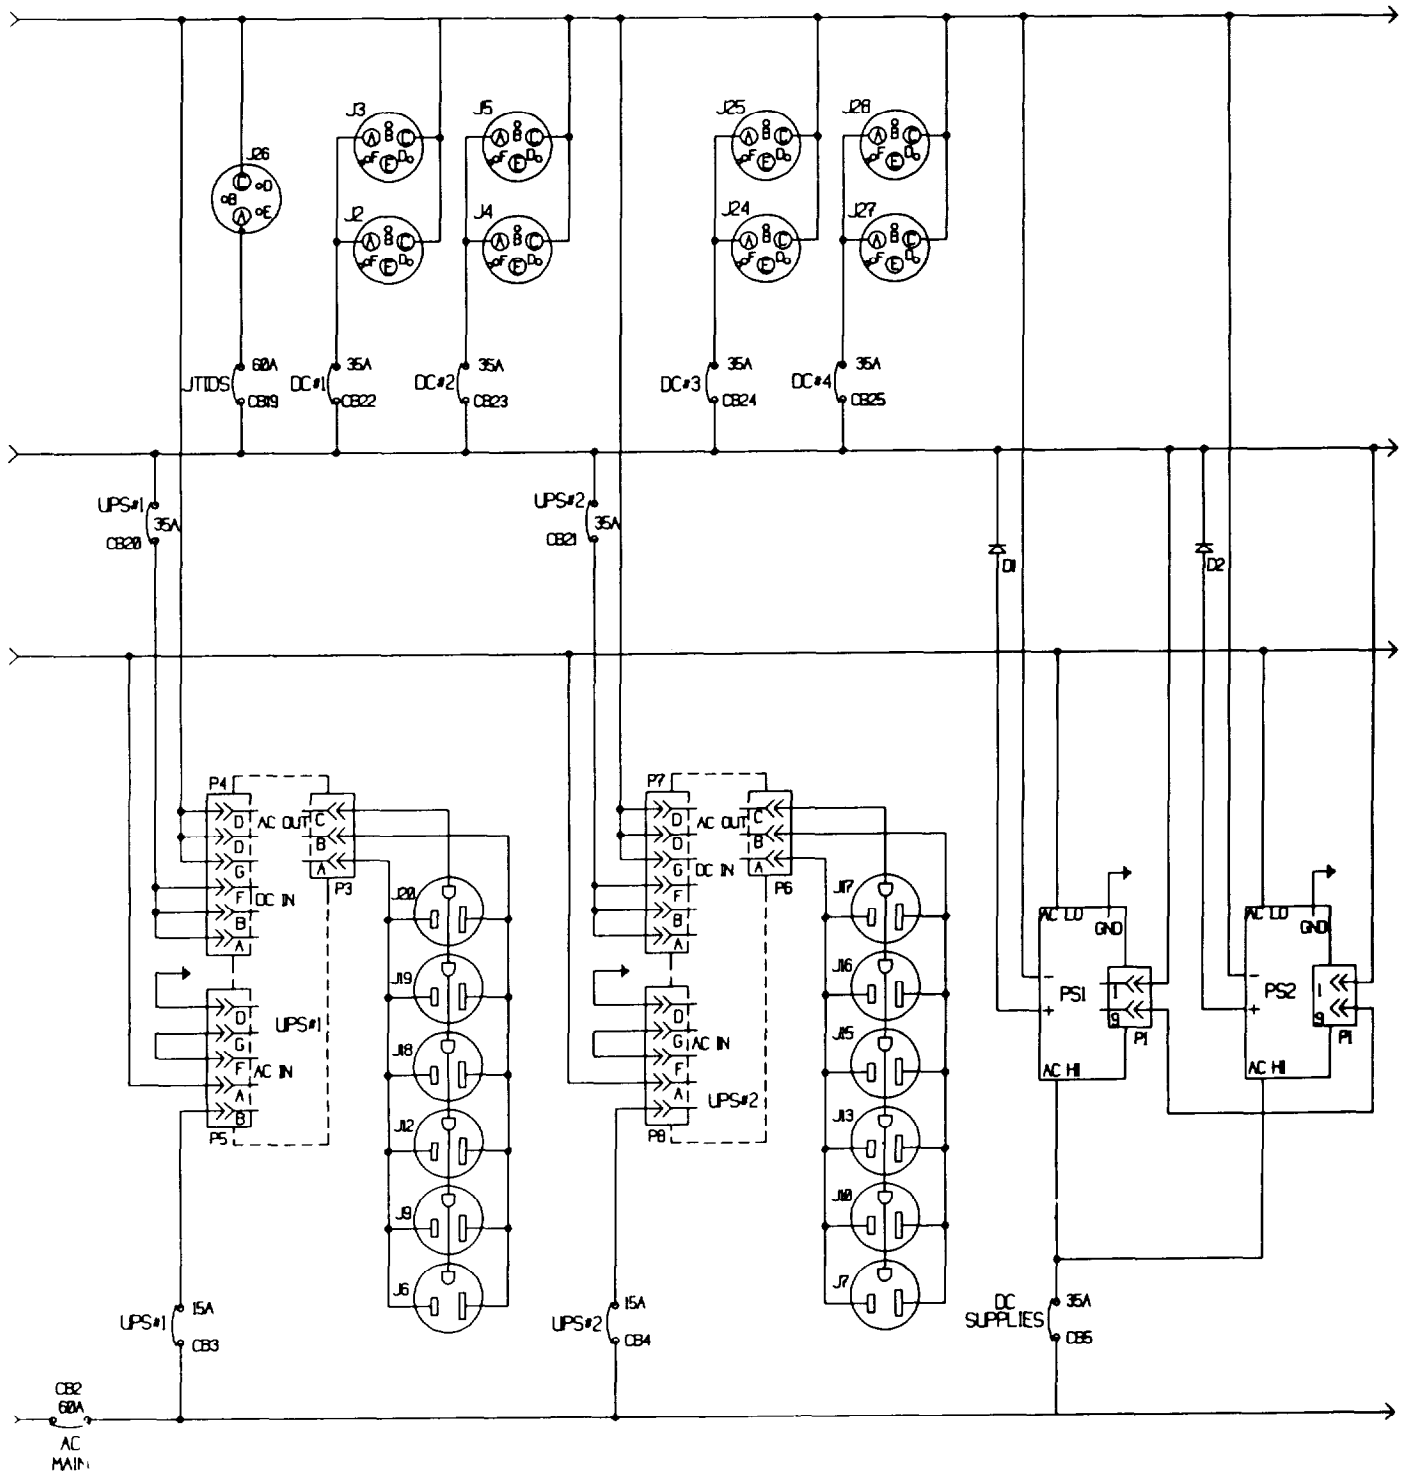 J3
J5
J25
J28
A B C
F E D
A B C
F E D
A B C
F E D
A B C
F E D
J26
C D
B
A E
J2
J4
J24
J27
A B C
F E D
A B C
F E D
A B C
F E D
A B C
F E D
60A
35A
35A
35A
35A
JTIDS
DC#1
DC#2
DC#3
DC#4
CB19
CB22
CB23
CB24
CB25
UPS#1
35A
CB20
UPS#2
35A
CB21
D1
D2
P4
D
D
G
F
B
A
AC OUT
DC IN
C
B
A
P3
D
G
F
A
B
UPS#1
AC IN
P5
J20
J19
J18
J12
J9
J6
P7
D
D
G
F
B
A
AC OUT
DC IN
C
B
A
P6
D
G
F
A
AC IN
UPS#2
P8
J17
J16
J15
J13
J10
J7
AC LO
GND
-
PS1
1
+
9
P1
AC HI
AC LO
GND
-
PS2
1
+
9
P1
AC HI
15A
UPS#1
CB3
15A
UPS#2
CB4
DC
SUPPLIES
35A
CB5
CB2
60A
AC
MAIN